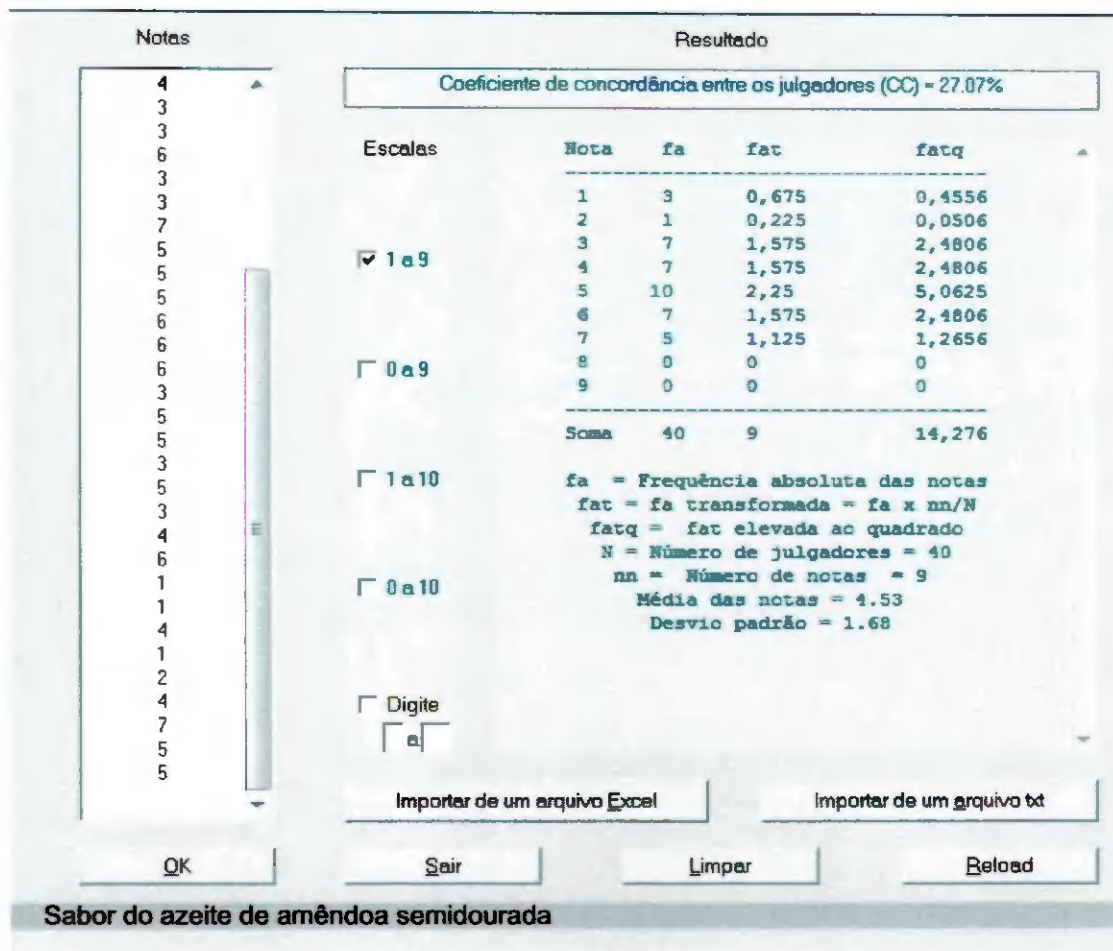 Notas
4
3
3
6
3
3
7
5
5
5
6
6
6
3
5
5
3
5
3
4
6
1
1
4
1
2
4
7
5
5
OK
Resultado
Coeficiente de concordância entre os julgadores (CC) = 27.07%
Escalas
1 a 9
0 a 9
1 a 10
0 a 10
Digite
a
Nota fa fat fatq
1 3 0,675 0,4556
2 1 0,225 0,0506
3 7 1,575 2,4806
4 7 1,575 2,4806
5 10 2,25 5,0625
6 7 1,575 2,4806
7 5 1,125 1,2656
8 0 0 0
9 0 0 0
Soma 40 9 14,276
fa = Frequência absoluta das notas
fat = fa transformada = fa x nn/N
fatq = fat elevada ao quadrado
N = Número de julgadores = 40
nn = Número de notas = 9
Média das notas = 4.53
Desvio padrão = 1.68
Importar de um arquivo Excel
Importar de um arquivo txt
Sair
Limpar
Reload
Sabor do azeite de amêndoa semidourada